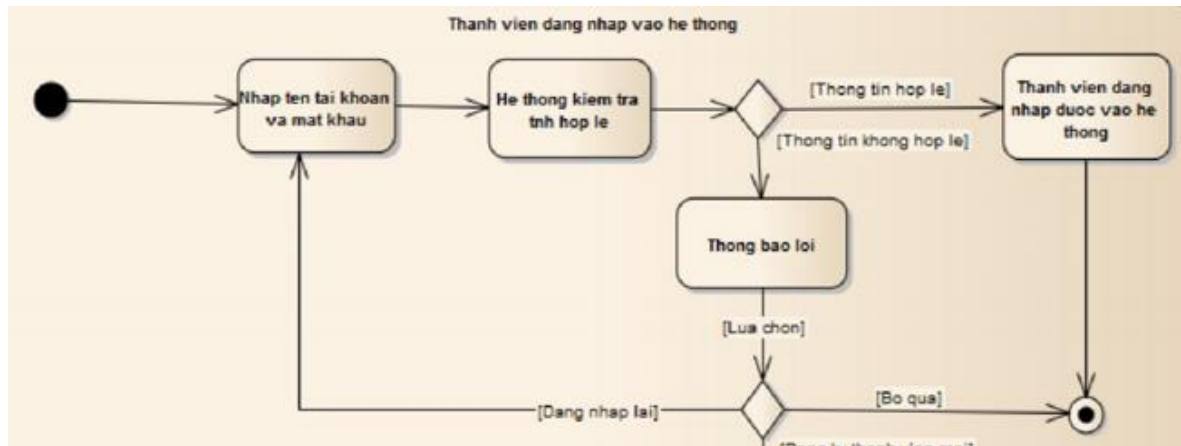 Thanh vien dang nhap vao he thong
Nhap ten tai khoan
va mat khau
He thong kiem tra
tnh hop le
[Thong tin hop le]
Thanh vien dang
nhap duoc vao he
thong
[Thong tin khong hop le]
Thong bao loi
[Lua chon]
[Dang nhap lai]
[Bo qua]